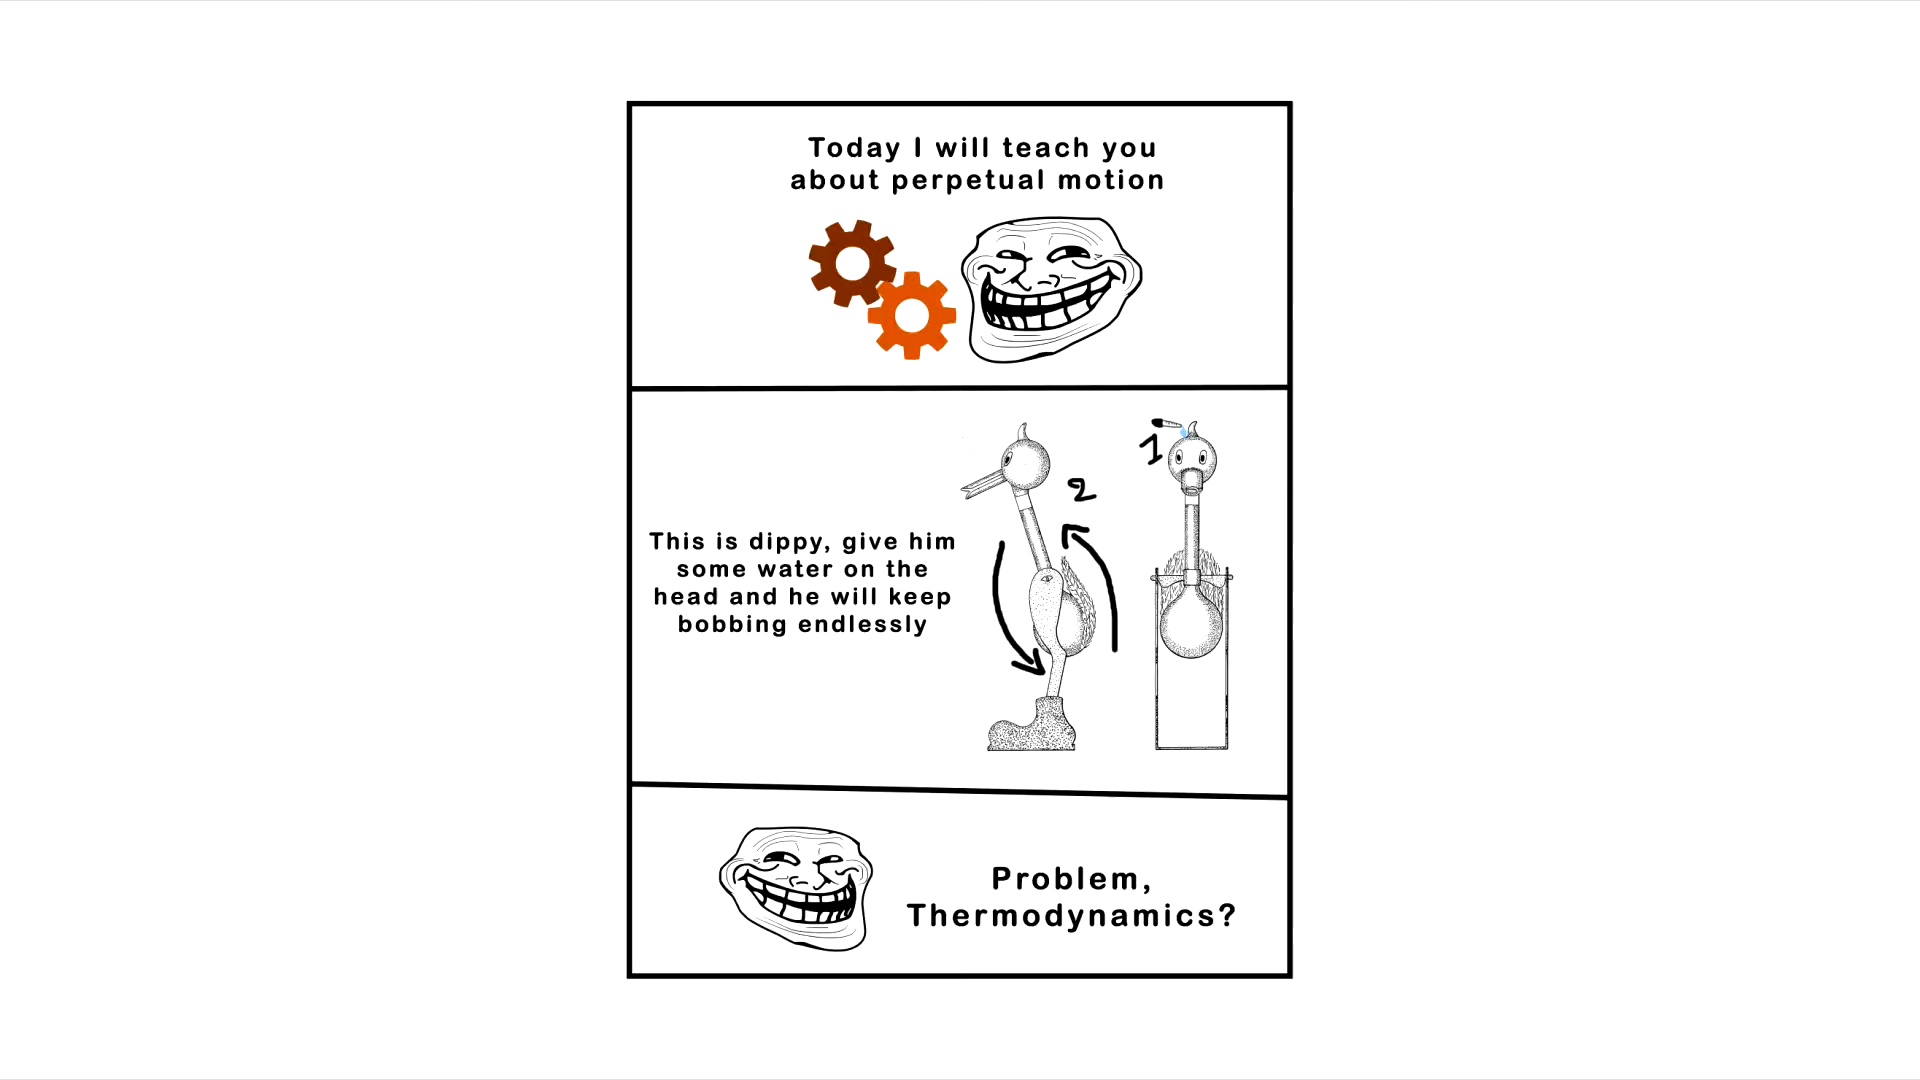 Today I will teach you
about perpetual motion
This is dippy, give him
some water on the
head and he will keep
bobbing endlessly
2
1
Problem,
Thermodynamics?